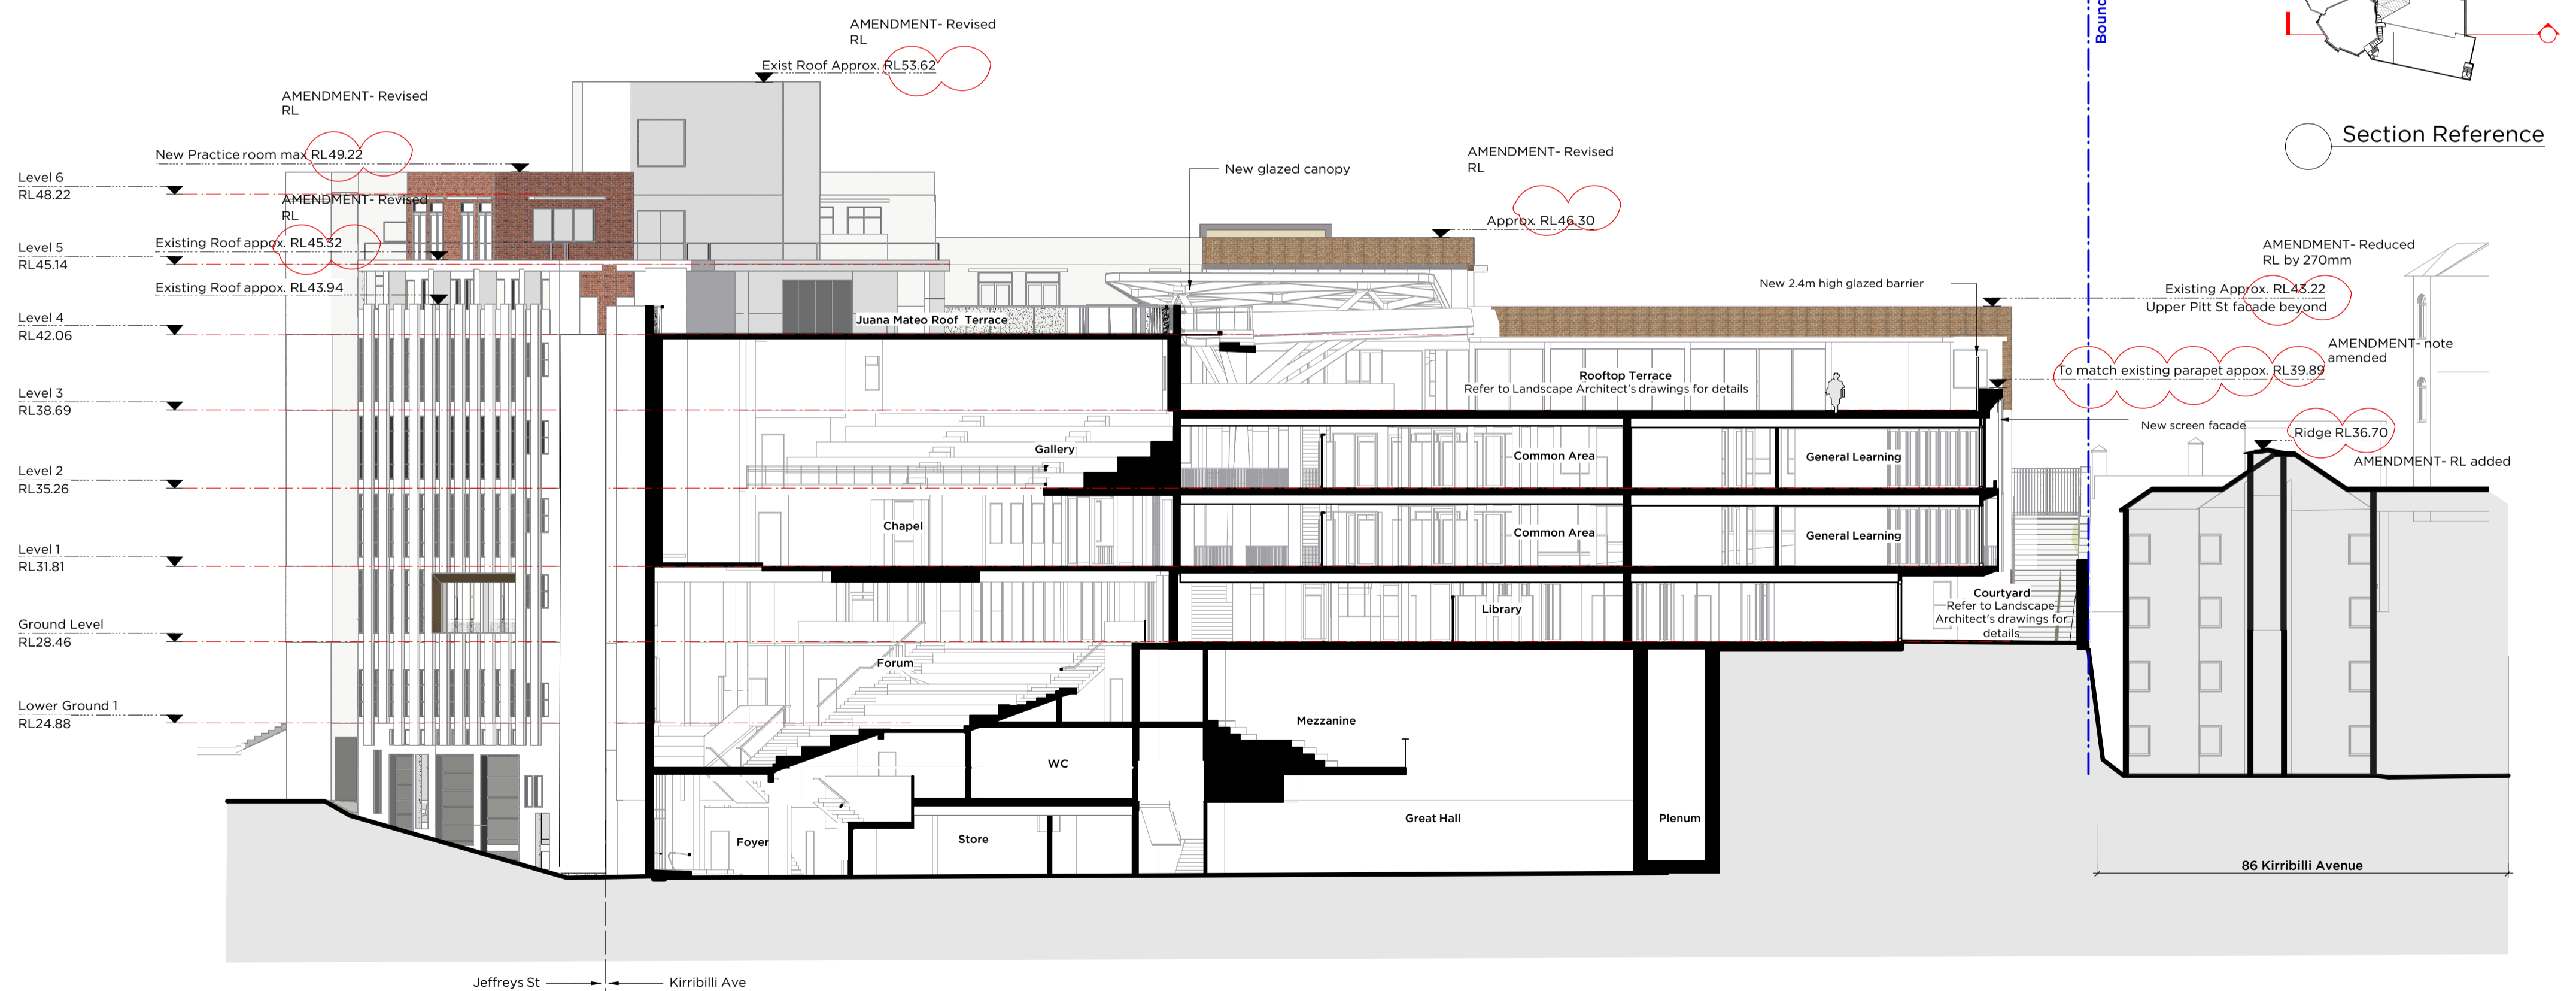 AMENDMENT- Revised
RL
Exist Roof Approx. RL53.62
AMENDMENT- Revised
RL
New Practice room max RL49.22
Level 6
RL48.22
AMENDMENT- Revised
RL
Existing Roof appox. RL45.32
Level 5
RL45.14
Existing Roof appox. RL43.94
Level 4
RL42.06
Level 3
RL38.69
Level 2
RL35.26
Level 1
RL31.81
Ground Level
RL28.46
Lower Ground 1
RL24.88
New glazed canopy
AMENDMENT- Revised
RL
Approx. RL46.30
Section Reference
AMENDMENT- Reduced
RL by 270mm
New 2.4m high glazed barrier
Existing Approx. RL43.22
Upper Pitt St facade beyond
AMENDMENT- note
amended
To match existing parapet appox. RL39.89
New screen facade
Ridge RL36.70
AMENDMENT- RL added
Juana Mateo Roof Terrace
Rooftop Terrace
Refer to Landscape Architect's drawings for details
Gallery
Common Area
General Learning
Chapel
Common Area
General Learning
Library
Courtyard
Refer to Landscape
Architect's drawings for
details
Forum
Mezzanine
WC
Great Hall
Plenum
Foyer
Store
86 Kirribilli Avenue
Jeffreys St
Kirribilli Ave